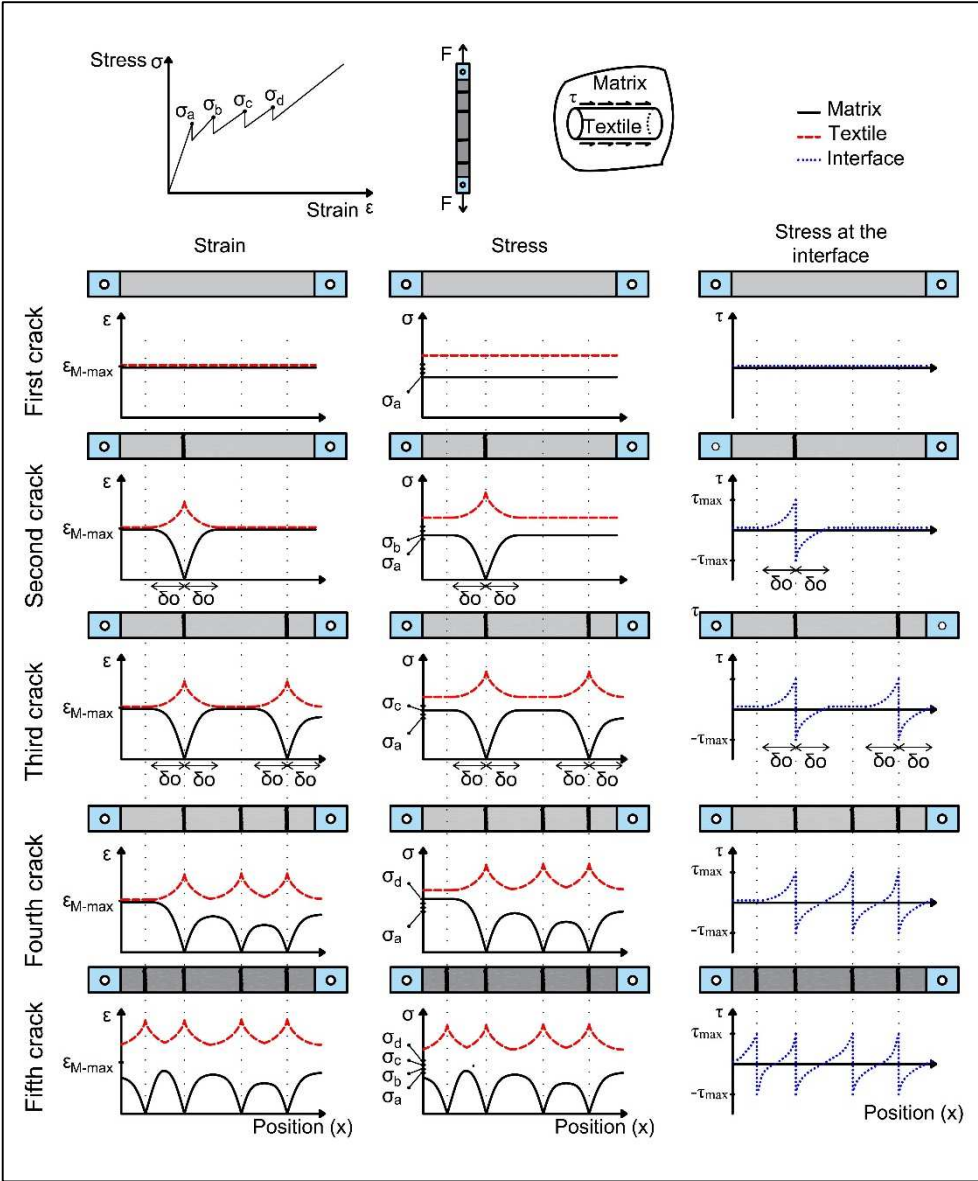 Stress σ
σa
σb
σc
σd
Strain ε
F
F
Matrix
τ
Textile
Matrix
Textile
Interface
Strain
Stress
Stress at the
interface
First crack
ε
εM-max
σ
σa
τ
Second crack
ε
εM-max
δo δo
σ
σb
σa
δo δo
τ
τmax
-τmax
δo δo
Third crack
ε
εM-max
δo δo
δo δo
σ
σc
σa
δo δo
δo δo
τ
-τmax
δo δo
δo δo
Fourth crack
ε
εM-max
σ
σd
σa
τ
τmax
-τmax
Fifth crack
ε
εM-max
Position (x)
σ
σd
σc
σb
σa
Position (x)
τ
τmax
-τmax
Position (x)